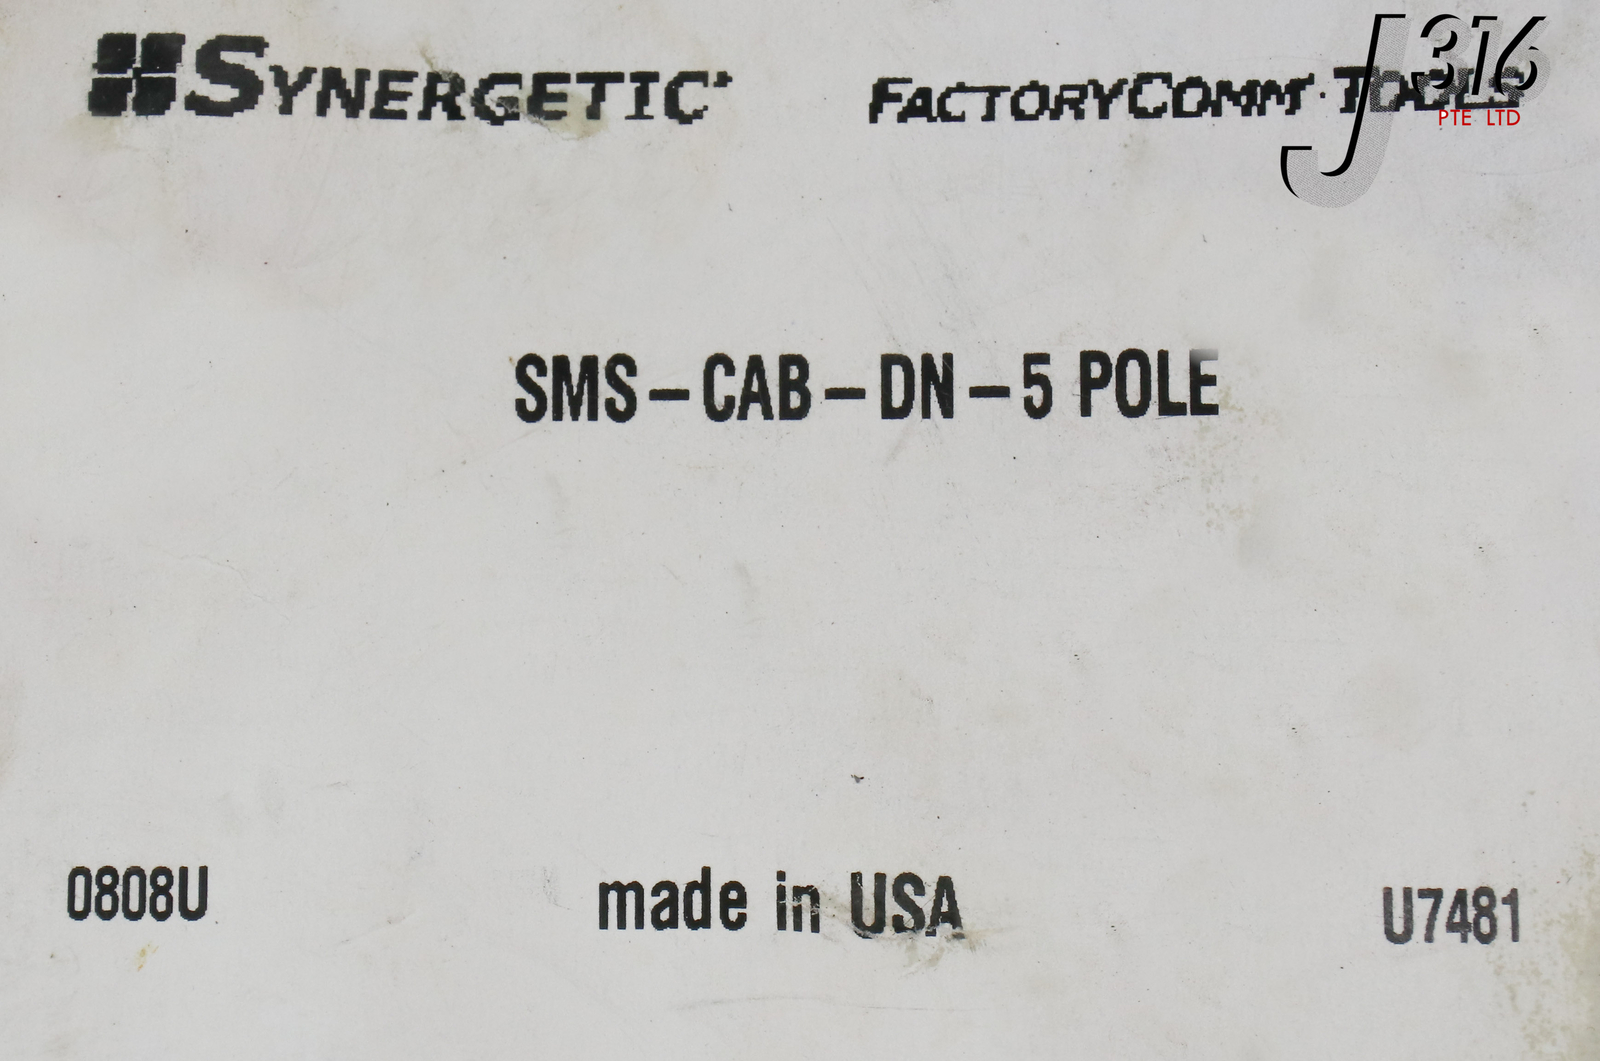 SYNERGETIC FACTORYCOMM TOOLS
J316
PTE LTD
SMS-CAB-DN-5 POLE
0808U made in USA U7481